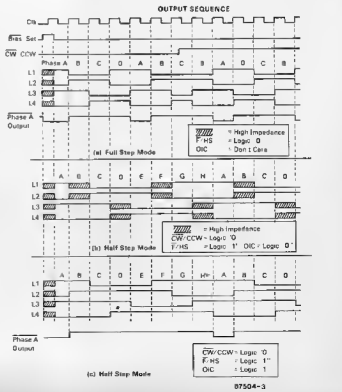 OUTPUT SEQUENCE
Clk
Bias Set
CW CCW
Phase A B C D A B A D C B
L1
L2
L3
L4
Phase A
Output
= High Impedance
F/HS = Logic 0
OIC = Don t Care
(a) Full Step Mode
A B C D E F G H A B C D
L1
L2
L3
L4
= High Impedance
CW/CCW = Logic '0
F/HS = Logic 1' OIC = Logic 0'
(b) Half Step Mode
A B C D E F G H A B C D
L1
L2
L3
L4
Phase A
Output
CW/CCW = Logic '0
F/HS = Logic 1"
OIC = Logic 1
(c) Half Step Mode
87504-3